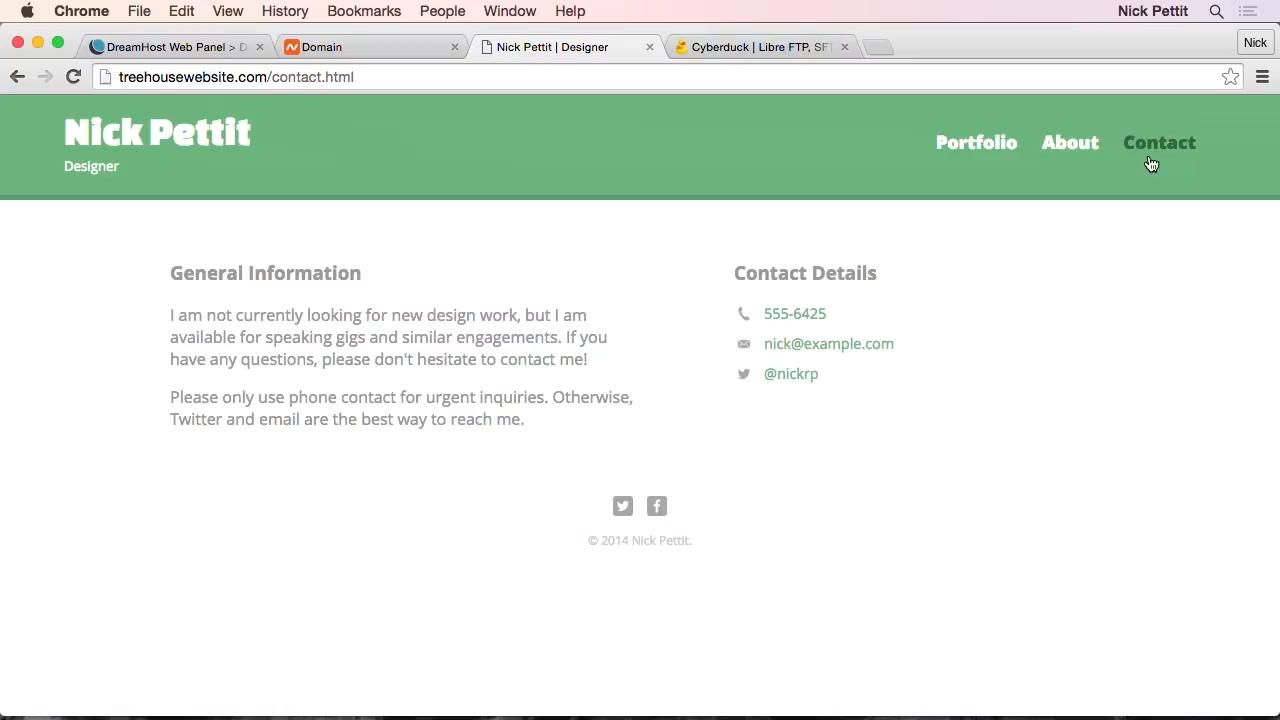 Chrome File Edit View History Bookmarks People Window Help Nick Pettit
DreamHost Web Panel > D Domain Nick Pettit | Designer Cyberduck | Libre FTP, SFT Nick
treehousewebsite.com/contact.html
Nick Pettit
Designer
Portfolio About Contact
General Information
I am not currently looking for new design work, but I am
available for speaking gigs and similar engagements. If you
have any questions, please don't hesitate to contact me!
Please only use phone contact for urgent inquiries. Otherwise,
Twitter and email are the best way to reach me.
Contact Details
555-6425
nick@example.com
@nickrp
© 2014 Nick Pettit.